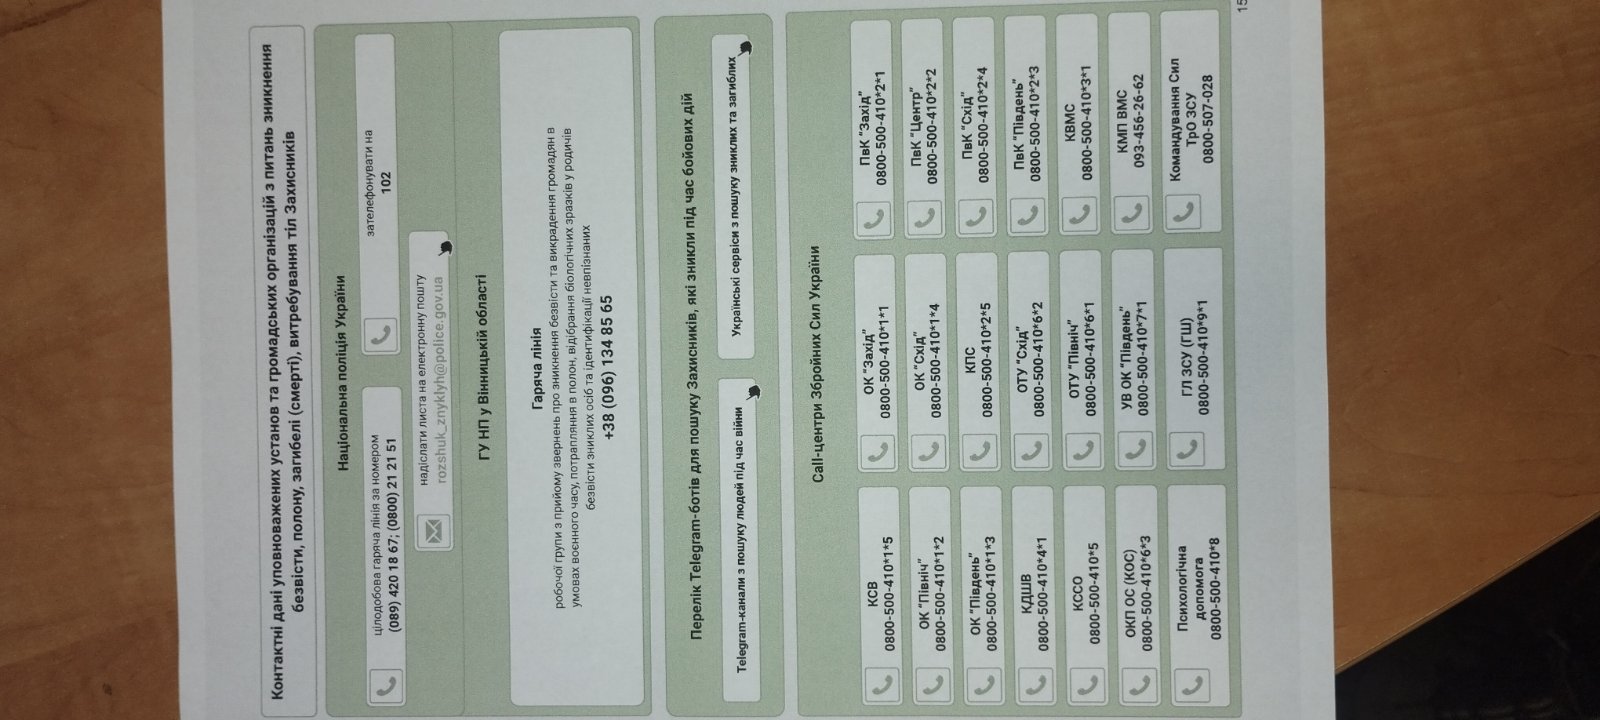 Контактні дані уповноважених установ та громадських організацій з питань зникнення
безвісти, полону, загибелі (смерті), витребування тіл Захисників
Національна поліція України
цілодобова гаряча лінія за номером
(089) 420 18 67; (0800) 21 21 51
зателефонувати на
102
надіслати листа на електронну пошту
rozshuk_znyklyh@police.gov.ua
ГУ НП у Вінницькій області
Гаряча лінія
робочої групи з прийому звернень про зникнення безвісти та викрадення громадян в
умовах воєнного часу, потрапляння в полон, відібрання біологічних зразків у родичів
безвісти зниклих осіб та ідентифікації невпізнаних
+38 (096) 134 85 65
Перелік Telegram-ботів для пошуку Захисників, які зникли під час бойових дій
Telegram-канали з пошуку людей під час війни
Українські сервіси з пошуку зниклих та загиблих
Call-центри Збройних Сил України
КСВ
0800-500-410*1*5
ОК “Захід”
0800-500-410*1*1
ПвК “Захід”
0800-500-410*2*1
ОК “Північ”
0800-500-410*1*2
ОК “Схід”
0800-500-410*1*4
ПвК “Центр”
0800-500-410*2*2
ОК “Південь”
0800-500-410*1*3
КПС
0800-500-410*2*5
ПвК “Схід”
0800-500-410*2*4
КДШВ
0800-500-410*4*1
ОТУ “Схід”
0800-500-410*6*2
ПвК “Південь”
0800-500-410*2*3
КССО
0800-500-410*5
ОТУ “Північ”
0800-500-410*6*1
КВМС
0800-500-410*3*1
ОКП ОС (КОС)
0800-500-410*6*3
УВ ОК “Південь”
0800-500-410*7*1
КМП ВМС
093-456-26-62
Психологічна
допомога
0800-500-410*8
ГЛ ЗСУ (ГШ)
0800-500-410*9*1
Командування Сил
ТрО ЗСУ
0800-507-028
15